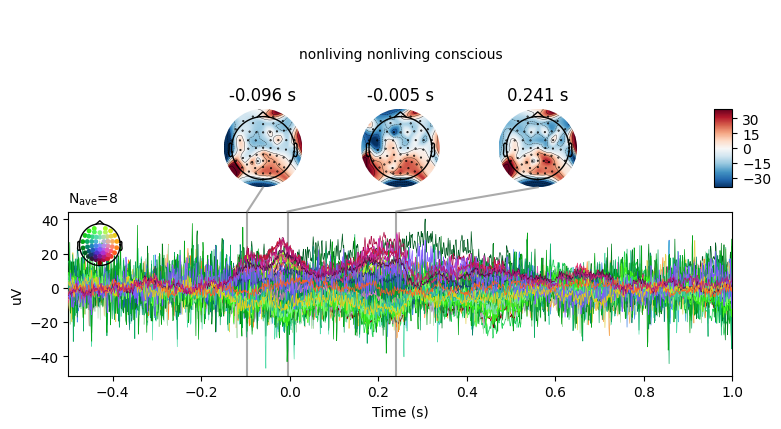 nonliving nonliving conscious
-0.096 s -0.005 s 0.241 s
30
15
0
−15
−30
Nave=8
40
20
0
−20
−40
uV
−0.4 −0.2 0.0 0.2 0.4 0.6 0.8 1.0
Time (s)